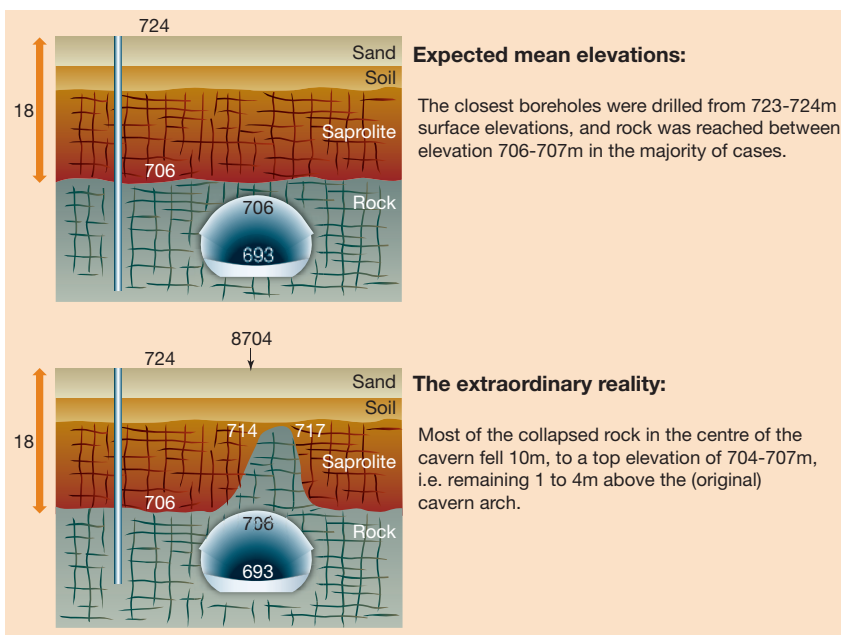 724
Sand
Expected mean elevations:
Soil
The closest boreholes were drilled from 723-724m
surface elevations, and rock was reached between
elevation 706-707m in the majority of cases.
18
Saprolite
706
Rock
706
693
8704
724
Sand
The extraordinary reality:
Soil
714
717
Most of the collapsed rock in the centre of the
cavern fell 10m, to a top elevation of 704-707m,
i.e. remaining 1 to 4m above the (original)
cavern arch.
18
Saprolite
706
706
Rock
693